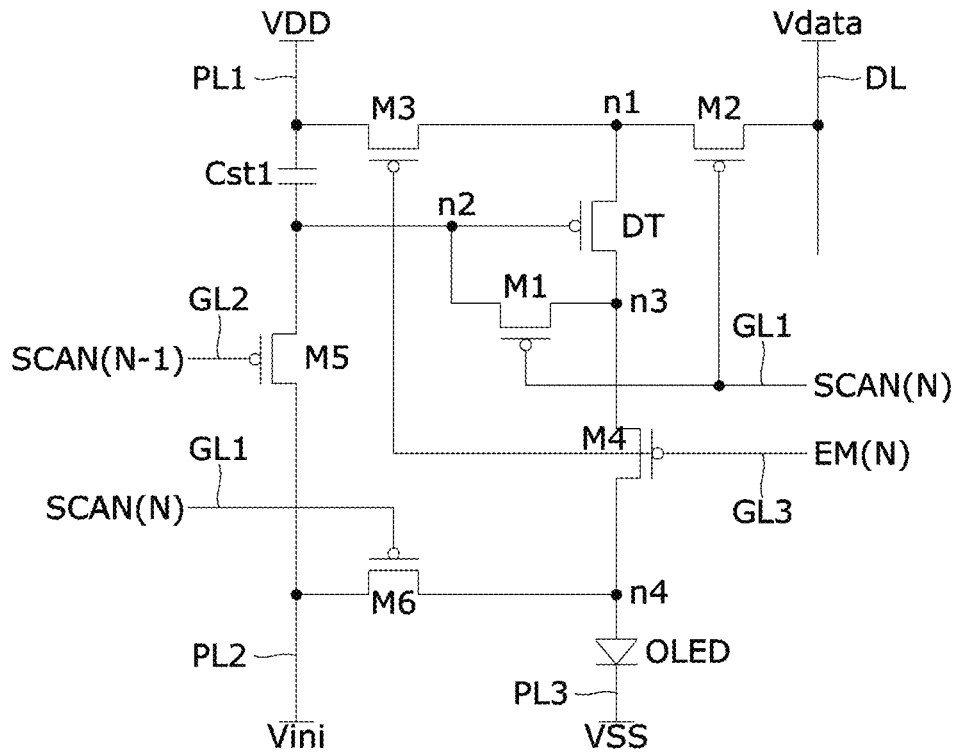 VDD
Vdata
PL1
DL
M3
n1
M2
Cst1
n2
DT
M1
n3
GL2
GL1
SCAN(N-1)
M5
SCAN(N)
GL1
M4
EM(N)
SCAN(N)
GL3
M6
n4
PL2
OLED
PL3
Vini
VSS